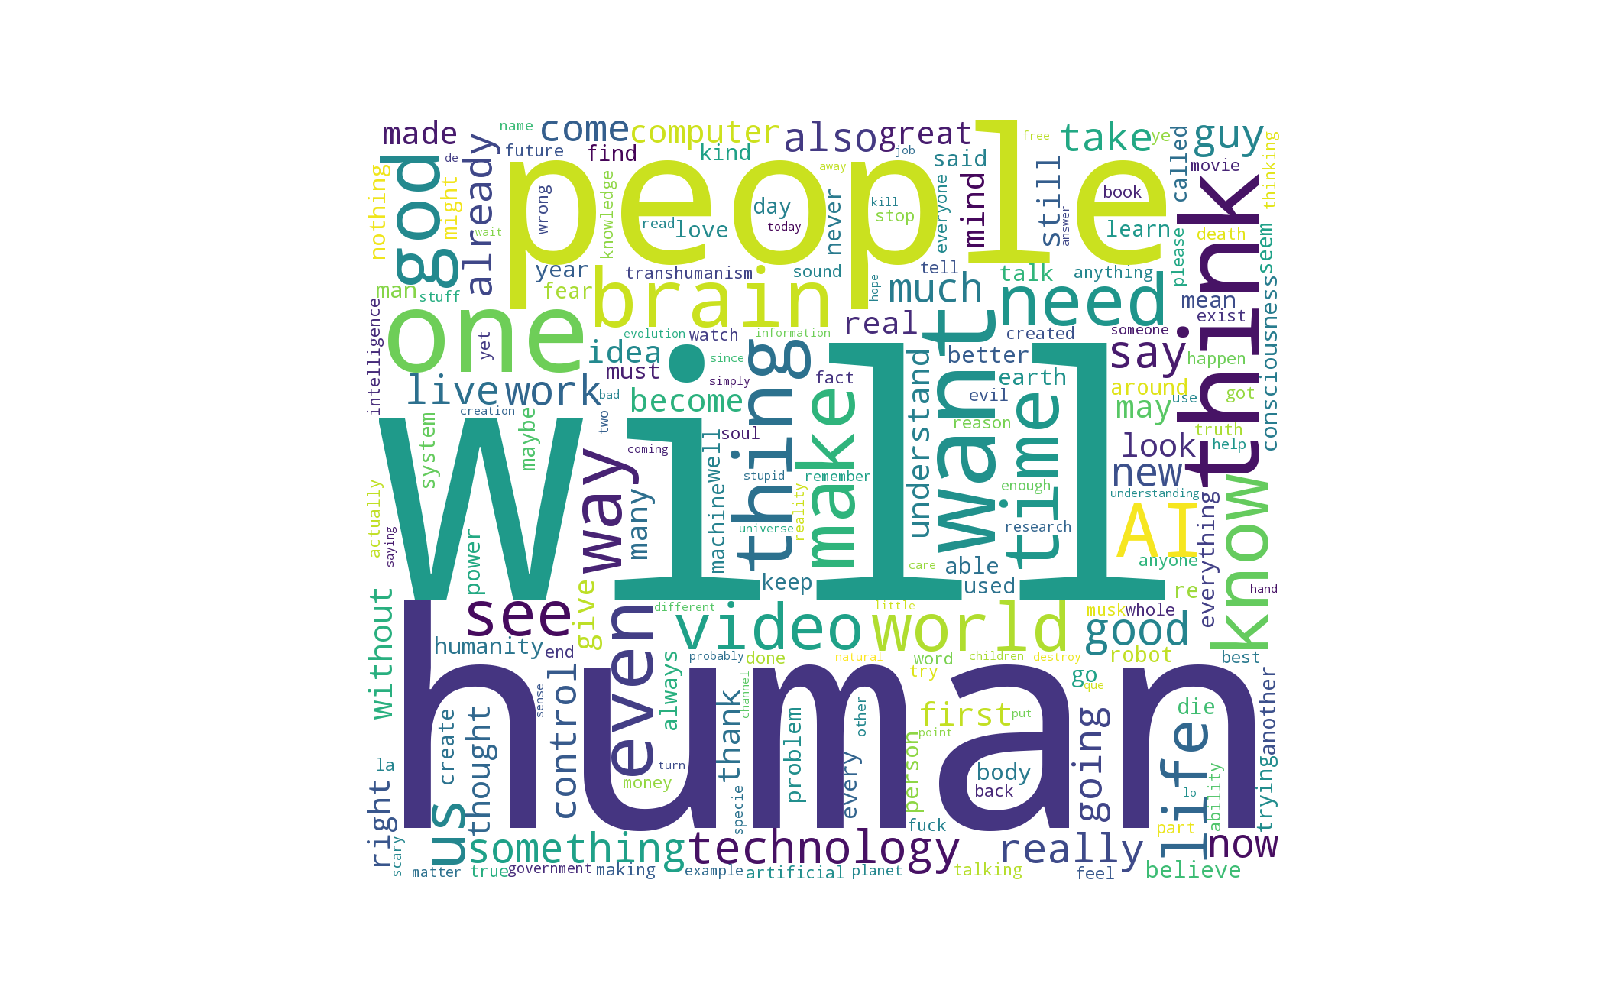 name
made
come
computer
also
great
free
take
ye
called
guy
thinking
de
already
future
find
kind
people
job
said
still
movie
god
might
nothing
wrong
knowledge
away
day
never
everyone
mind
book
learn
think
wait
read
love
today
kill
stop
answer
please
death
seem
man
stuff
year
fear
transhumanism
brain
sound
hope
tell
much
talk
anything
need
mean
exist
one
yet
intelligence
evolution
watch
information
real
want
created
someone
say
happen
consciousness
idea
since
must
simply
thing
fact
understand
better
time
earth
around
use
got
live
work
bad
become
make
evil
may
truth
creation
two
system
maybe
way
soul
reason
look
help
will
coming
many
machine
well
stupid
remember
enough
new
understanding
know
actually
saying
power
universe
reality
research
AI
everything
anyone
keep
care
able
used
re
hand
see
give
even
different
video
little
world
musk
whole
good
without
humanity
end
always
probably
done
natural
word
children
destroy
robot
best
human
sense
control
thought
create
try
go
que
another
channel
thank
problem
every
other
person
first
put
point
going
die
life
la
right
us
turn
money
specie
body
back
lo
ability
trying
fuck
part
scary
something
technology
really
now
matter
true
government
making
example
artificial
planet
talking
feel
believe